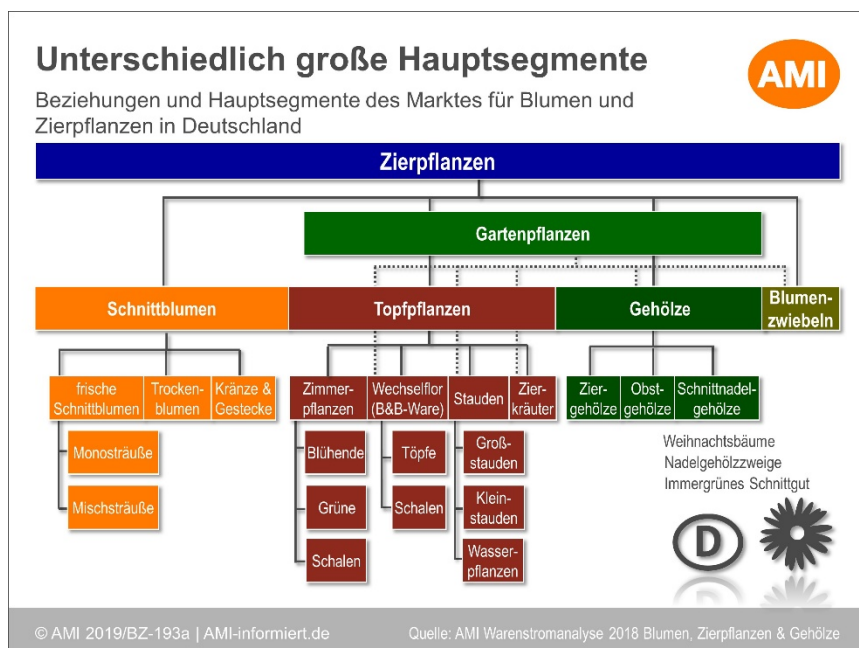 Unterschiedlich große Hauptsegmente
AMI
Beziehungen und Hauptsegmente des Marktes für Blumen und
Zierpflanzen in Deutschland
Zierpflanzen
Gartenpflanzen
Schnittblumen
Topfpflanzen
Gehölze
Blumen-
zwiebeln
frische
Schnittblumen
Trocken-
blumen
Kränze &
Gestecke
Zimmer-
pflanzen
Wechselflor
(B&B-Ware)
Stauden
Zier-
kräuter
Zier-
gehölze
Obst-
gehölze
Schnittnadel-
gehölze
Monosträuße
Mischsträuße
Blühende
Grüne
Schalen
Töpfe
Schalen
Groß-
stauden
Klein-
stauden
Wasser-
pflanzen
Weihnachtsbäume
Nadelgehölzzweige
Immergrünes Schnittgut
D
© AMI 2019/BZ-193a | AMI-informiert.de
Quelle: AMI Warenstromanalyse 2018 Blumen, Zierpflanzen & Gehölze